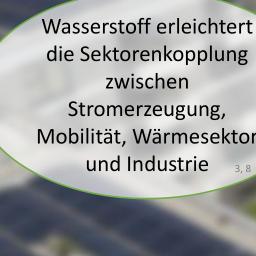 Wasserstoff erleichtert
die Sektorenkopplung
zwischen
Stromerzeugung,
Mobilität, Wärmesektor
und Industrie
3, 8